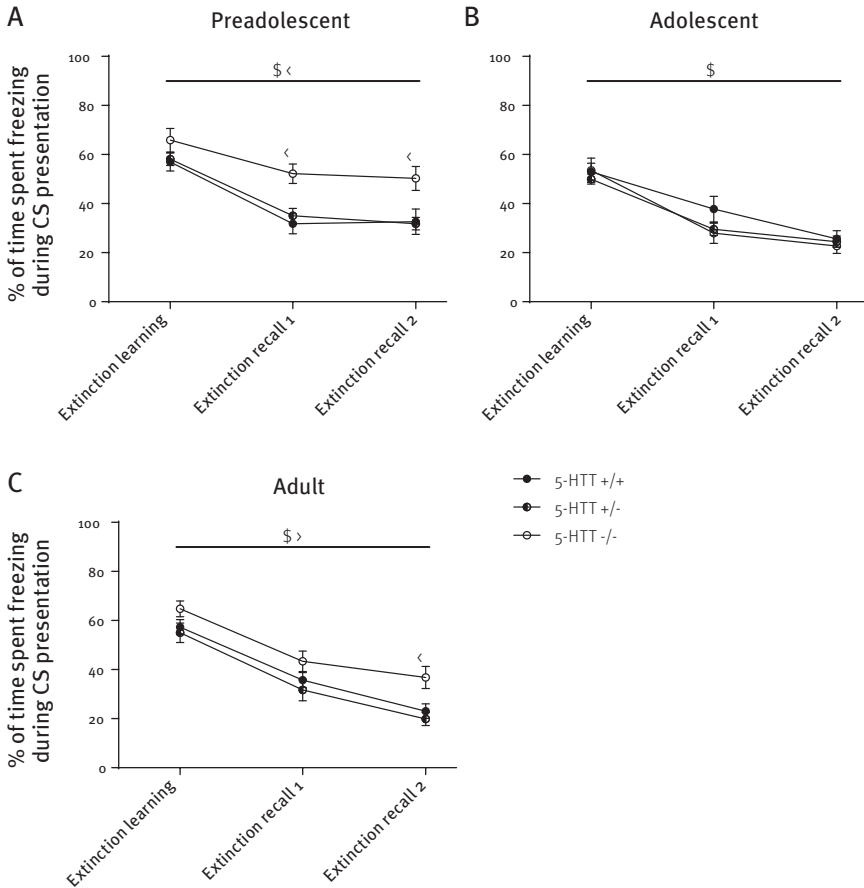 A
Preadolescent
% of time spent freezing
during CS presentation
100
80
60
40
20
0
$ ‹
‹
‹
Extinction learning
Extinction recall 1
Extinction recall 2
B
Adolescent
100
80
60
40
20
0
$
Extinction learning
Extinction recall 1
Extinction recall 2
C
Adult
% of time spent freezing
during CS presentation
100
80
60
40
20
0
$ ›
‹
Extinction learning
Extinction recall 1
Extinction recall 2
5-HTT +/+
5-HTT +/-
5-HTT -/-